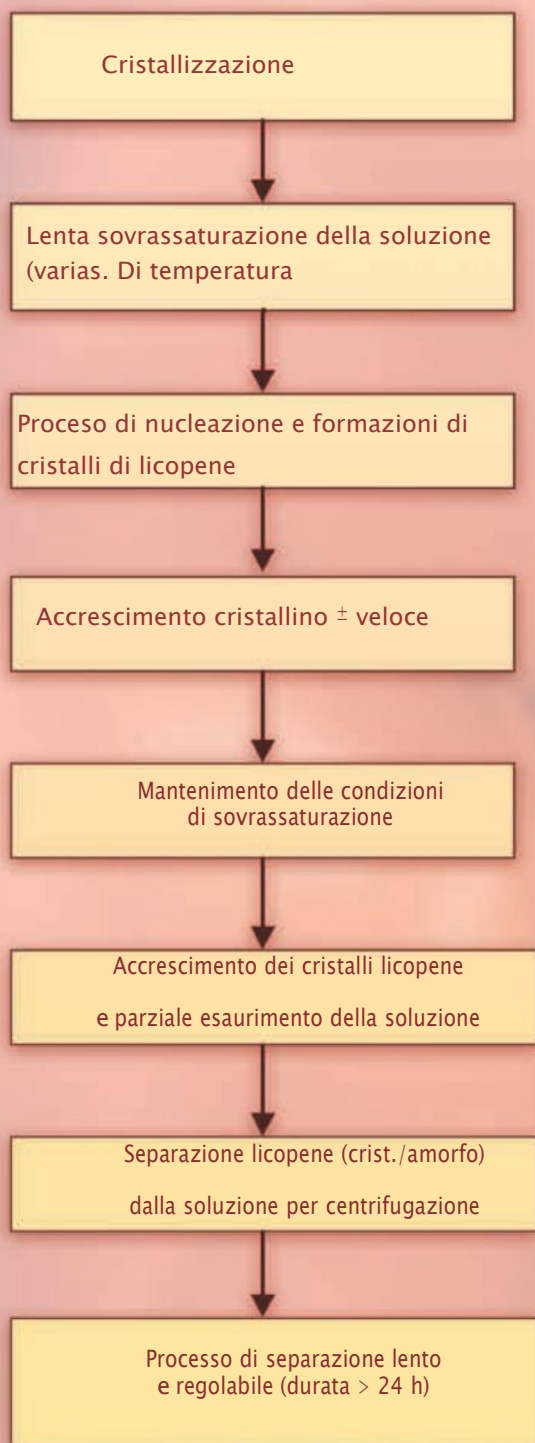 Cristallizzazione
Lenta sovrassaturazione della soluzione
(varias. Di temperatura
Proceso di nucleazione e formazioni di
cristalli di licopene
Accrescimento cristallino ± veloce
Mantenimento delle condizioni
di sovrassaturazione
Accrescimento dei cristalli licopene
e parziale esaurimento della soluzione
Separazione licopene (crist./amorfo)
dalla soluzione per centrifugazione
Processo di separazione lento
e regolabile (durata > 24 h)